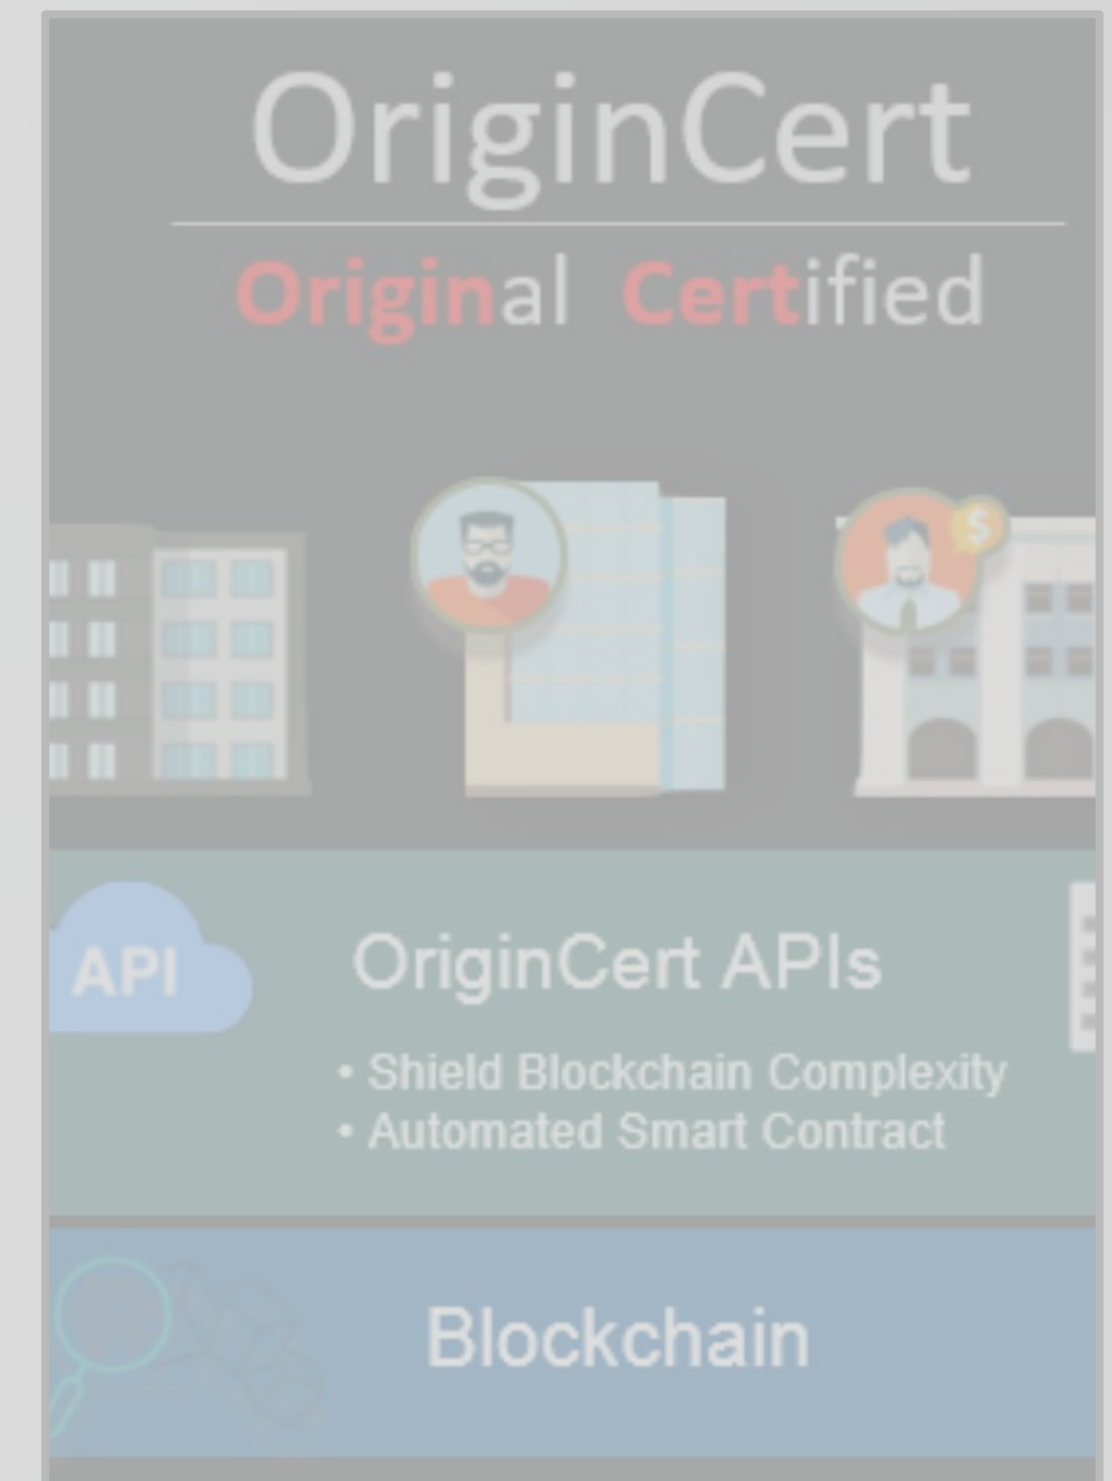 OriginCert
Original Certified
$
API
OriginCert APIs
• Shield Blockchain Complexity
• Automated Smart Contract
Blockchain